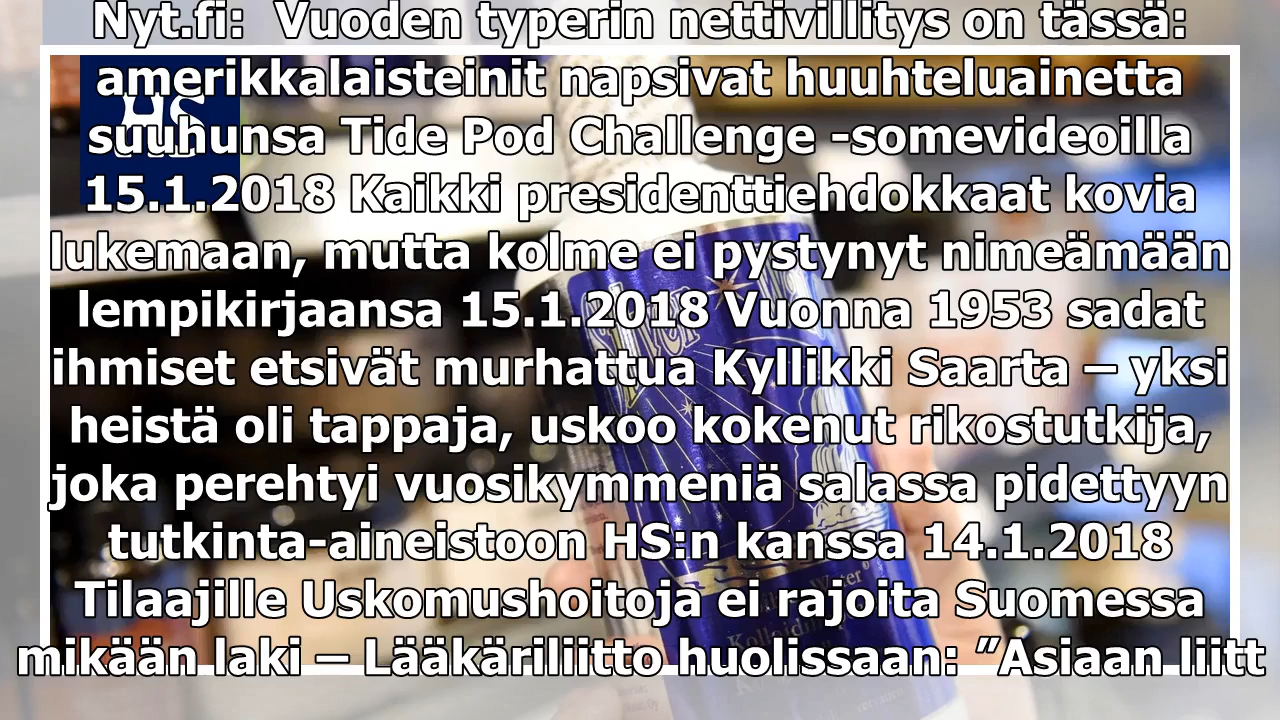 Nyt.fi: Vuoden typerin nettivillitys on tässä:
amerikkalaisteinit napsivat huuhteluainetta
HS
suuhunsa Tide Pod Challenge -somevideoilla
15.1.2018 Kaikki presidenttiehdokkaat kovia
lukemaan, mutta kolme ei pystynyt nimeämään
lempikirjaansa 15.1.2018 Vuonna 1953 sadat
ihmiset etsivät murhattua Kyllikki Saarta – yksi
heistä oli tappaja, uskoo kokenut rikostutkija,
joka perehtyi vuosikymmeniä salassa pidettyyn
tutkinta-aineistoon HS:n kanssa 14.1.2018
Tilaajille Uskomushoitoja ei rajoita Suomessa
mikään laki – Lääkäriliitto huolissaan: ”Asiaan liitt